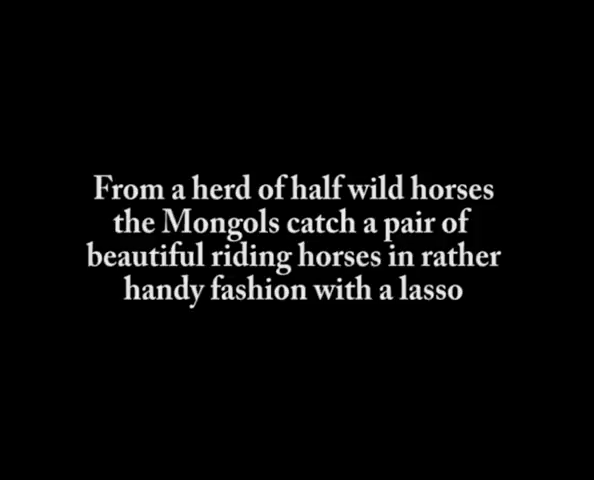 From a herd of half wild horses
the Mongols catch a pair of
beautiful riding horses in rather
handy fashion with a lasso